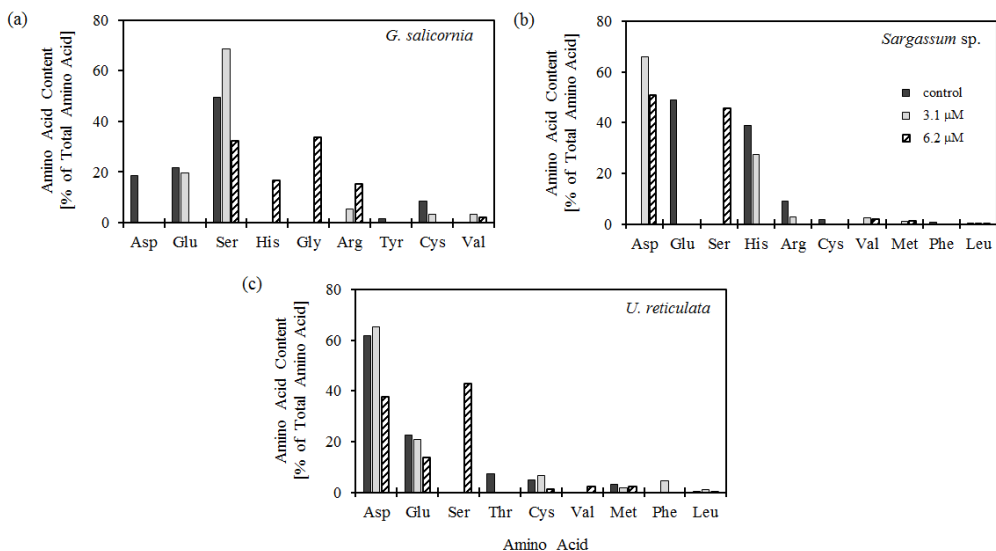 (a)
G. salicornia
Amino Acid Content
[% of Total Amino Acid]
80
60
40
20
0
Asp Glu Ser His Gly Arg Tyr Cys Val
(b)
Sargassum sp.
control
3.1 µM
6.2 µM
Amino Acid Content
[% of Total Amino Acid]
80
60
40
20
0
Asp Glu Ser His Arg Cys Val Met Phe Leu
(c)
U. reticulata
Amino Acid Content
[% of Total Amino Acid]
80
60
40
20
0
Asp Glu Ser Thr Cys Val Met Phe Leu
Amino Acid